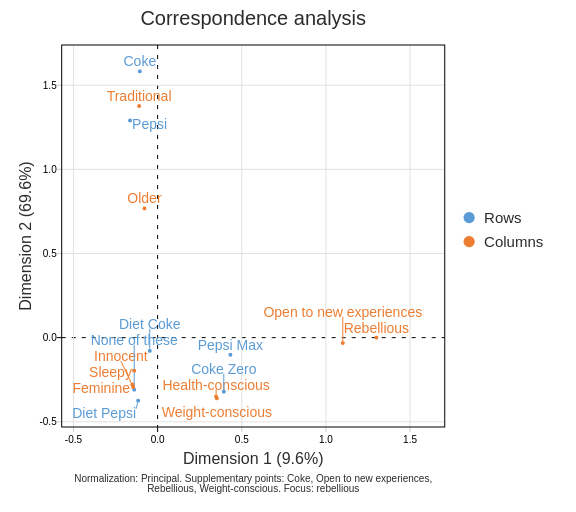 Correspondence analysis
Coke
1.5
Traditional
Pepsi
1.0
Older
Dimension 2 (69.6%)
0.5
Rows
Columns
Open to new experiences
Diet Coke
Rebellious
0.0
None of these
Pepsi Max
Innocent
Coke Zero
Sleepy
Health-conscious
Feminine
Diet Pepsi
Weight-conscious
-0.5
-0.5
0.0
0.5
1.0
1.5
Dimension 1 (9.6%)
Normalization: Principal. Supplementary points: Coke, Open to new experiences,
Rebellious, Weight-conscious. Focus: rebellious